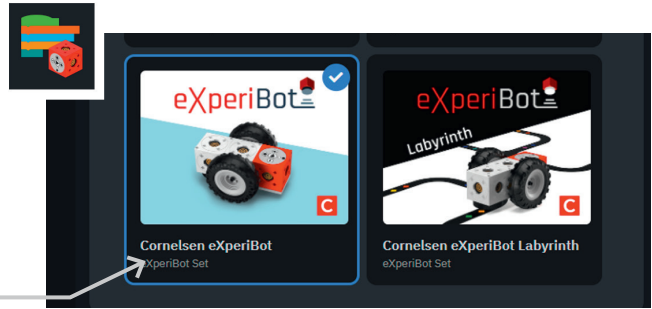 eXperiBot
C
Cornelsen eXperiBot
eXperiBot Set
eXperiBot
Labyrinth
C
Cornelsen eXperiBot Labyrinth
eXperiBot Set